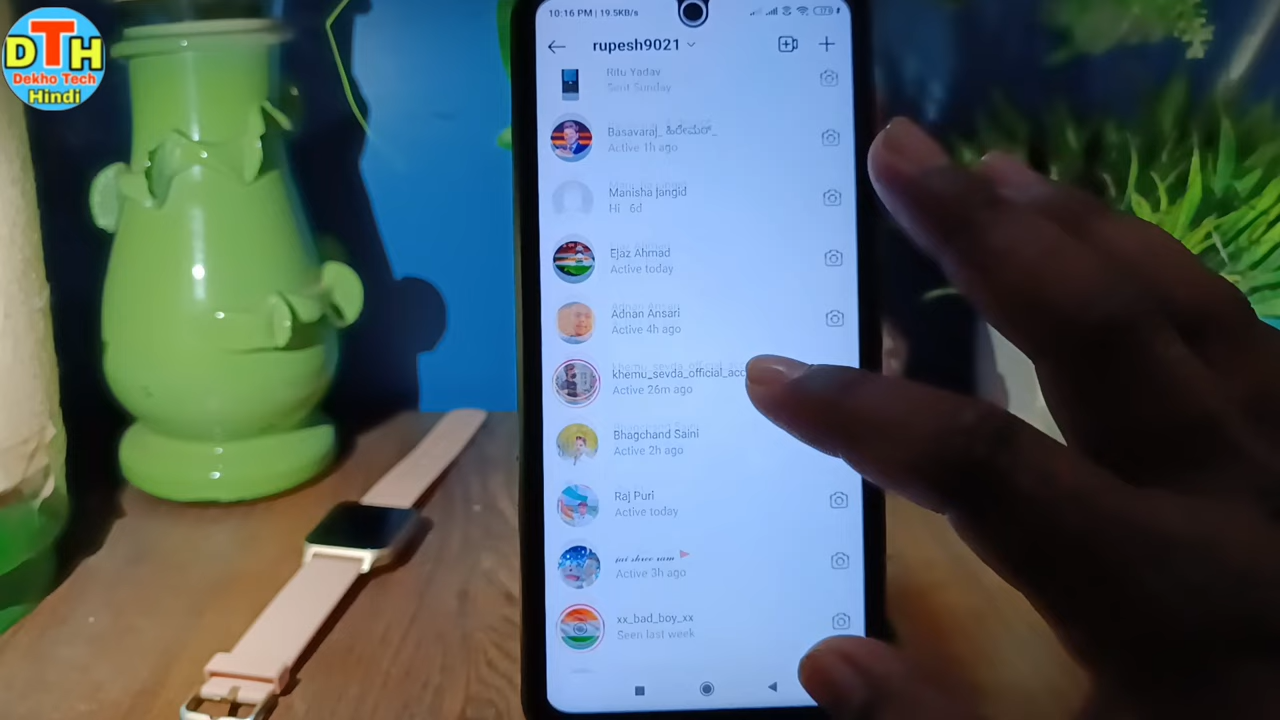 DTH
Dekho Tech
Hindi
10:16 PM | 19.5KB/s
rupesh9021
Ritu Yadav
Sent Sunday
Basavaraj_ ಹಿರೇಮಠ್_
Active 1h ago
Manisha Jangid
Hi 6d
Ejaz Ahmad
Active today
Adnan Ansari
Active 4h ago
khemu_sevda_official_acc
Active 26m ago
Bhagchand Saini
Active 2h ago
Raj Puri
Active today
Active 3h ago
xx_bad_boy_xx
Seen last week